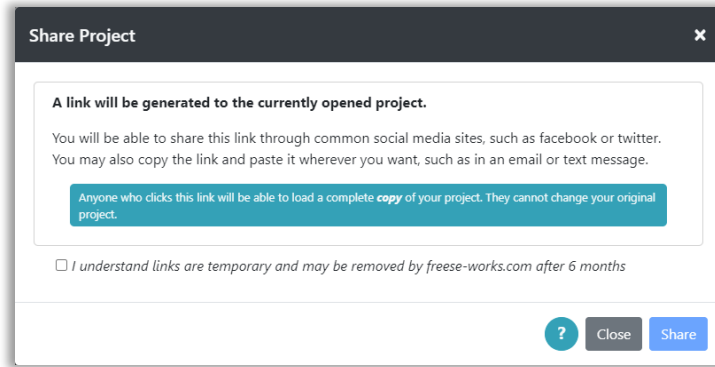 Share Project
×
A link will be generated to the currently opened project.
You will be able to share this link through common social media sites, such as facebook or twitter.
You may also copy the link and paste it wherever you want, such as in an email or text message.
Anyone who clicks this link will be able to load a complete copy of your project. They cannot change your original
project.
I understand links are temporary and may be removed by freese-works.com after 6 months
? Close Share